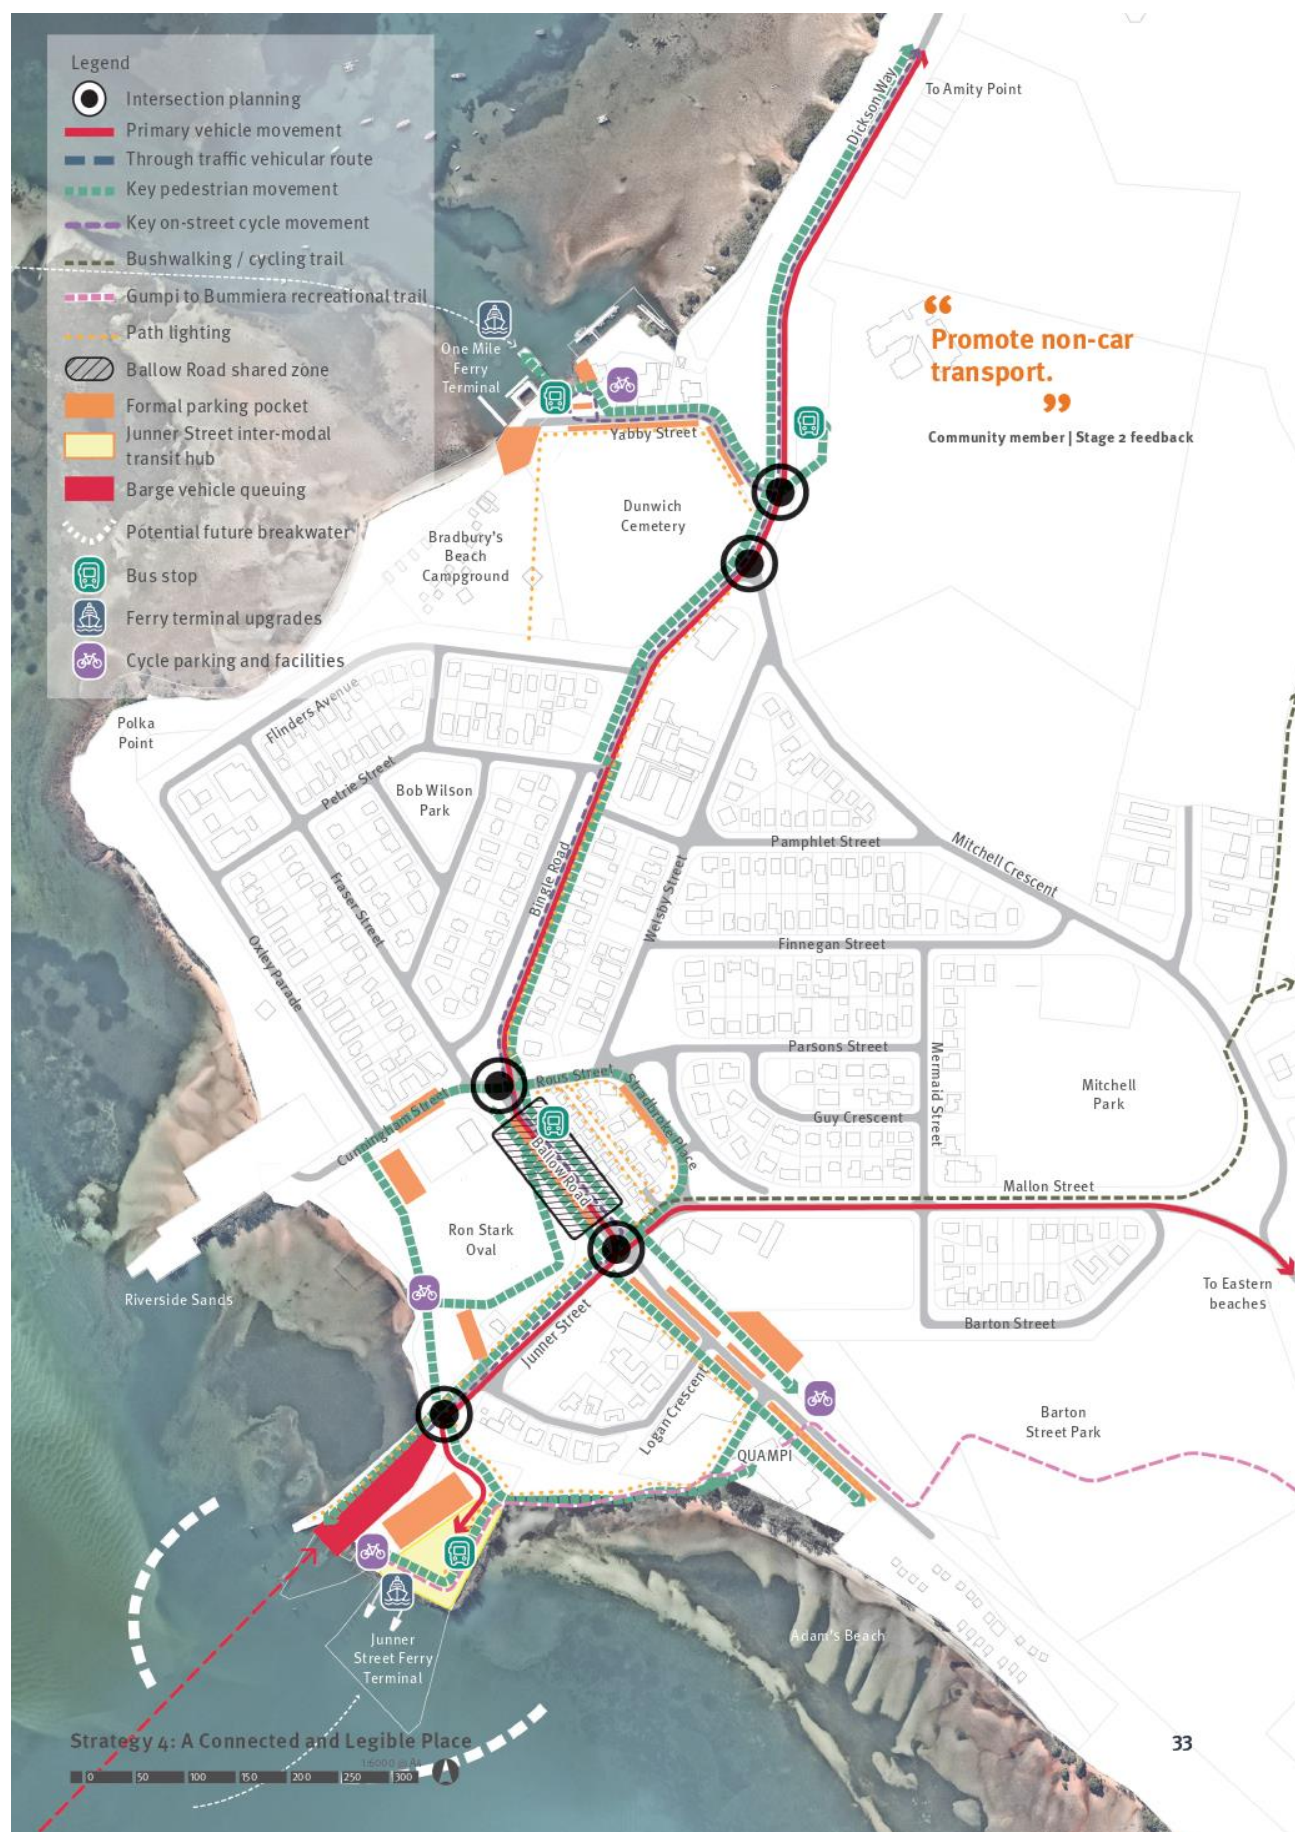 Legend
Intersection planning
Primary vehicle movement
Through traffic vehicular route
Key pedestrian movement
Key on-street cycle movement
Bushwalking / cycling trail
Gumpi to Bummiera recreational trail
Path lighting
Ballow Road shared zone
Formal parking pocket
Junner Street inter-modal
transit hub
Barge vehicle queuing
Potential future breakwater
Bus stop
Ferry terminal upgrades
Cycle parking and facilities
Dickson Way
To Amity Point
“
Promote non-car
transport.
”
Community member | Stage 2 feedback
One Mile
Ferry
Terminal
Yabby Street
Dunwich
Cemetery
Bradbury's
Beach
Campground
Polka
Point
Flinders Avenue
Petrie Street
Bob Wilson
Park
Fraser Street
Oxley Parade
Bingle Road
Welsby Street
Pamphlet Street
Mitchell Crescent
Finnegan Street
Parsons Street
Mermaid Street
Mitchell
Park
Guy Crescent
Rous Street
Stradbroke Place
Cunningham Street
Ballow Road
Mallon Street
Ron Stark
Oval
Riverside Sands
To Eastern
beaches
Barton Street
Junner Street
Logan Crescent
QUAMPI
Barton
Street Park
Junner
Street Ferry
Terminal
Adam's Beach
Strategy 4: A Connected and Legible Place
33
1:6000 @ A4
0 50 100 150 200 250 300